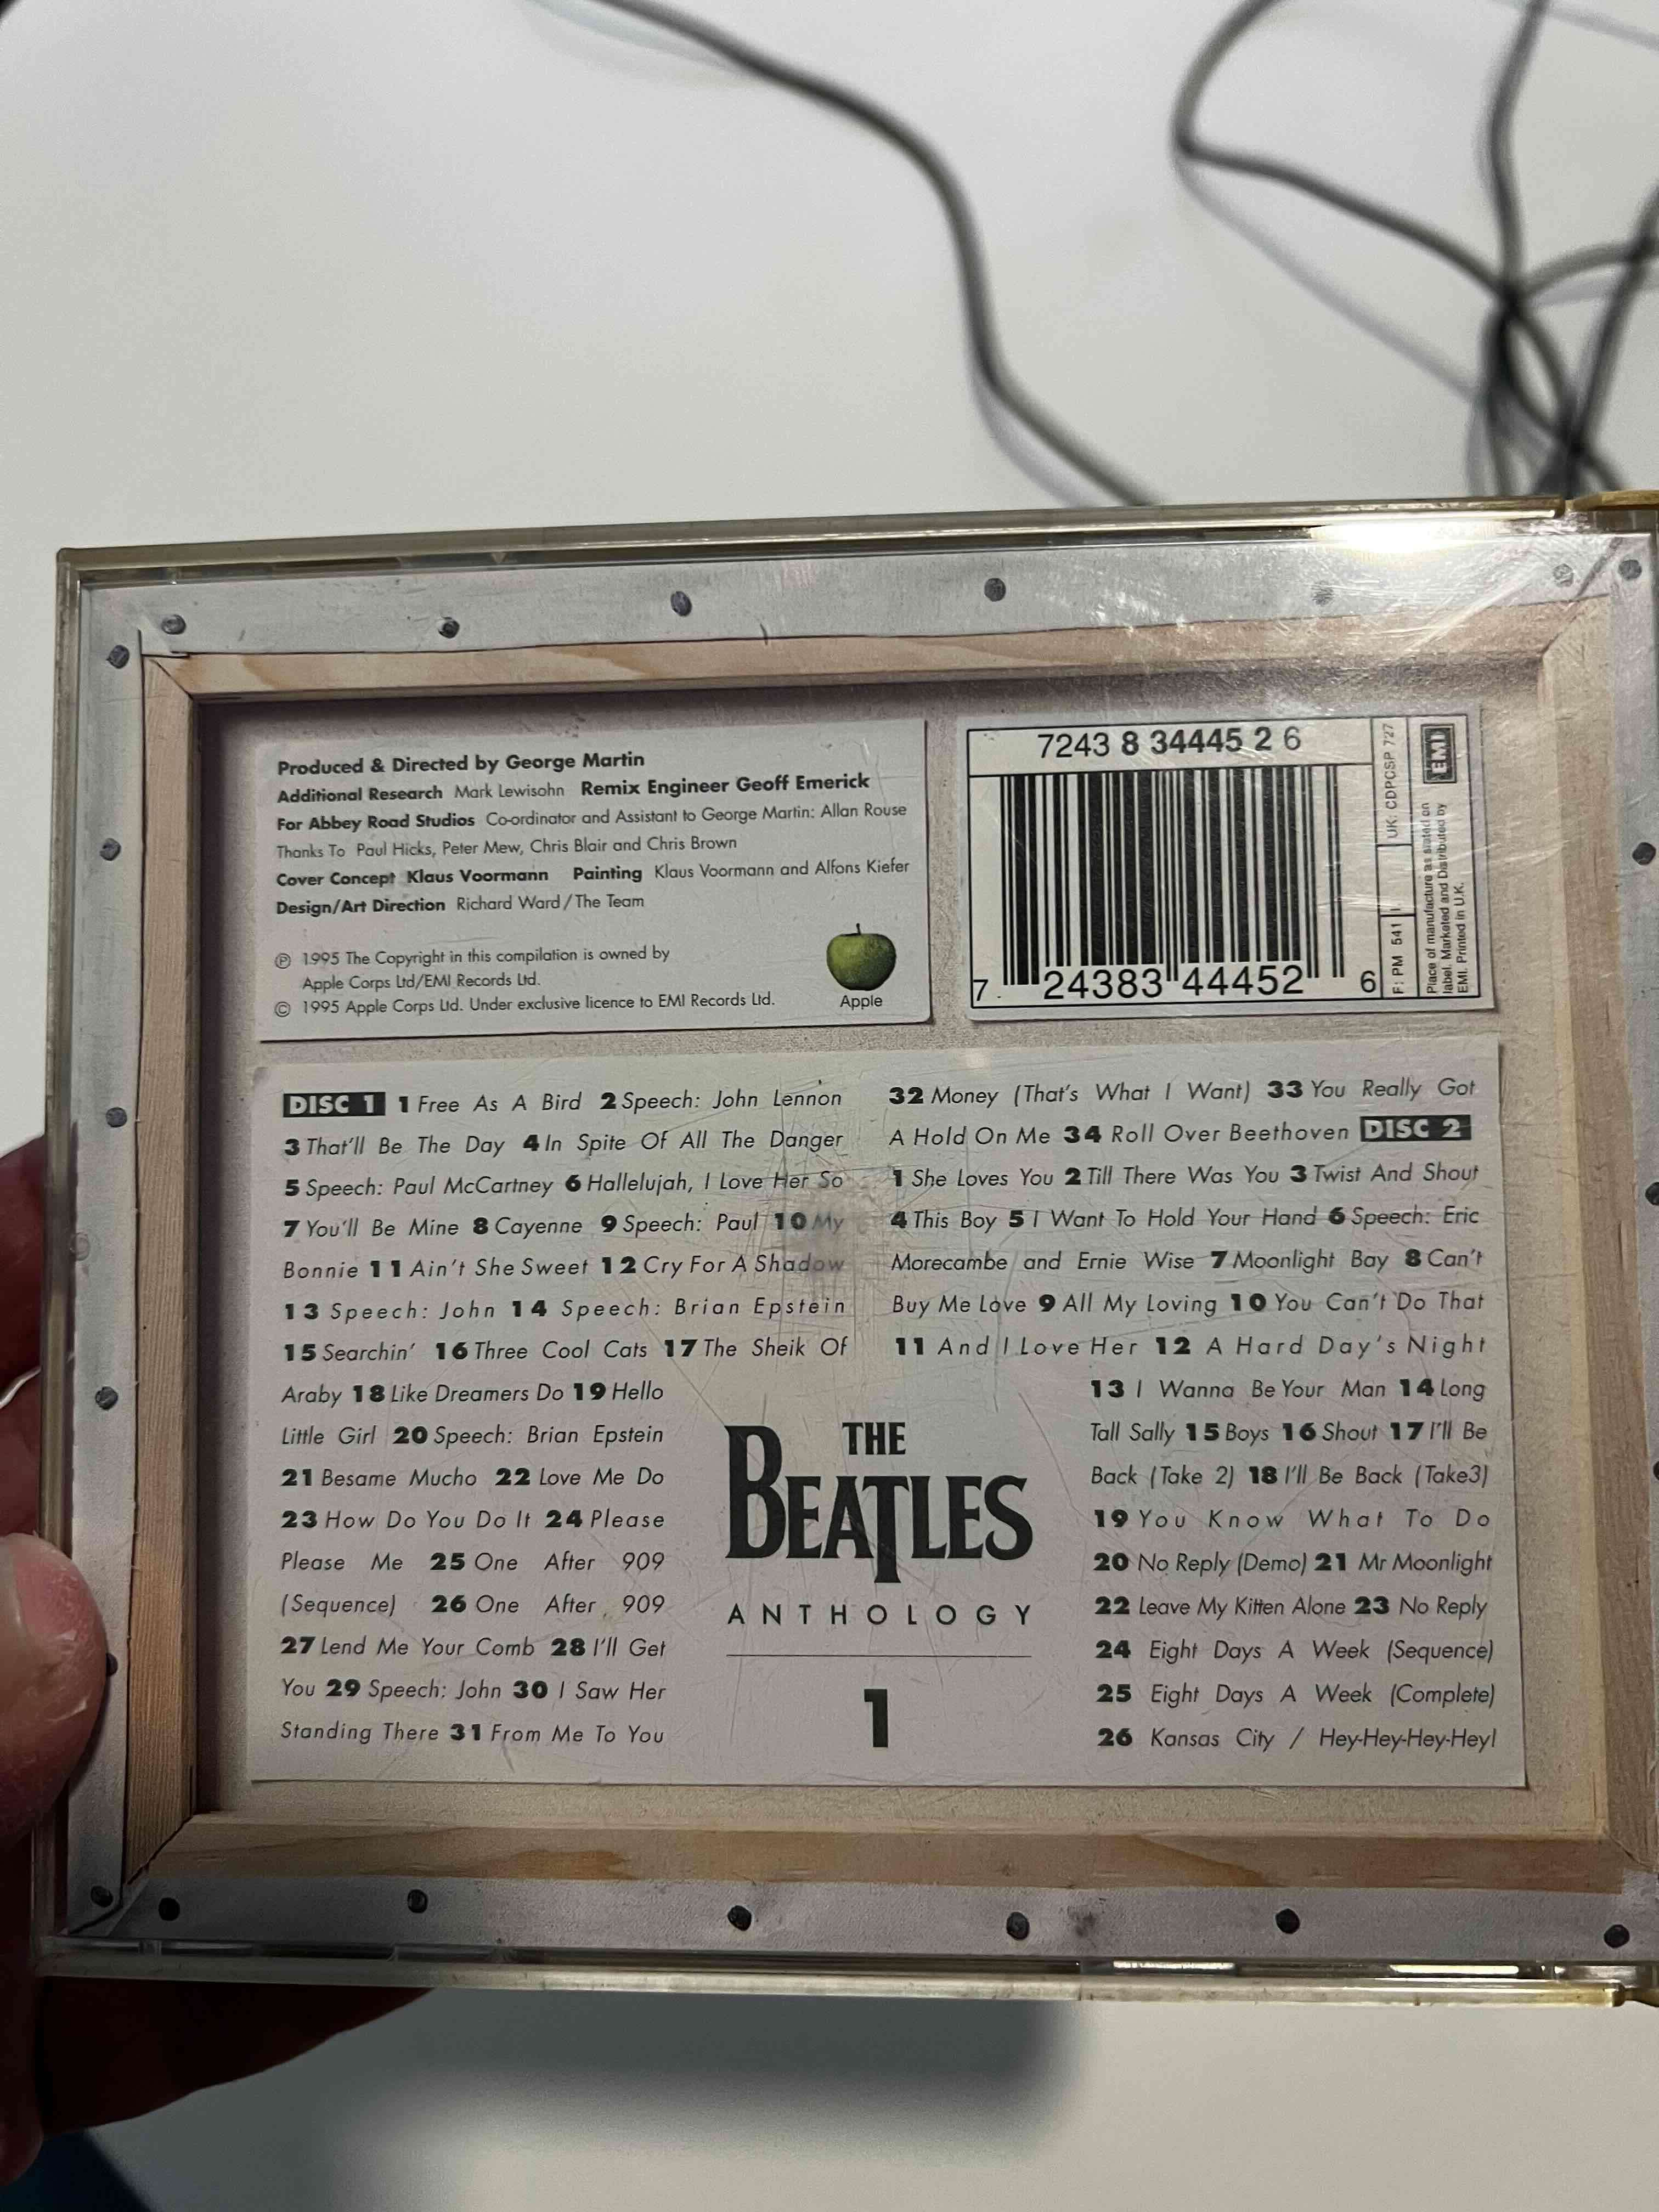 Produced & Directed by George Martin
Additional Research Mark Lewisohn Remix Engineer Geoff Emerick
For Abbey Road Studios Co-ordinator and Assistant to George Martin: Allan Rouse
Thanks To Paul Hicks, Peter Mew, Chris Blair and Chris Brown
Cover Concept Klaus Voormann Painting Klaus Voormann and Alfons Kiefer
Design/Art Direction Richard Ward/The Team
℗ 1995 The Copyright in this compilation is owned by
Apple Corps Ltd/EMI Records Ltd.
© 1995 Apple Corps Ltd. Under exclusive licence to EMI Records Ltd.
Apple
7243 8 34445 2 6
7 24383 44452 6
UK: CDPCSP 727
F: PM 541
EMI
Place of manufacture as stated on
label. Marketed and Distributed by
EMI. Printed in U.K.
DISC 1 1 Free As A Bird 2 Speech: John Lennon
3 That'll Be The Day 4 In Spite Of All The Danger
5 Speech: Paul McCartney 6 Hallelujah, I Love Her So
7 You'll Be Mine 8 Cayenne 9 Speech: Paul 10 My
Bonnie 11 Ain't She Sweet 12 Cry For A Shadow
13 Speech: John 14 Speech: Brian Epstein
15 Searchin' 16 Three Cool Cats 17 The Sheik Of
Araby 18 Like Dreamers Do 19 Hello
Little Girl 20 Speech: Brian Epstein
21 Besame Mucho 22 Love Me Do
23 How Do You Do It 24 Please
Please Me 25 One After 909
(Sequence) 26 One After 909
27 Lend Me Your Comb 28 I'll Get
You 29 Speech: John 30 I Saw Her
Standing There 31 From Me To You
32 Money (That's What I Want) 33 You Really Got
A Hold On Me 34 Roll Over Beethoven DISC 2
1 She Loves You 2 Till There Was You 3 Twist And Shout
4 This Boy 5 I Want To Hold Your Hand 6 Speech: Eric
Morecambe and Ernie Wise 7 Moonlight Bay 8 Can't
Buy Me Love 9 All My Loving 10 You Can't Do That
11 And I Love Her 12 A Hard Day's Night
13 I Wanna Be Your Man 14 Long
Tall Sally 15 Boys 16 Shout 17 I'll Be
Back (Take 2) 18 I'll Be Back (Take3)
19 You Know What To Do
20 No Reply (Demo) 21 Mr Moonlight
22 Leave My Kitten Alone 23 No Reply
24 Eight Days A Week (Sequence)
25 Eight Days A Week (Complete)
26 Kansas City / Hey-Hey-Hey-Hey!
THE
BEATLES
ANTHOLOGY
1